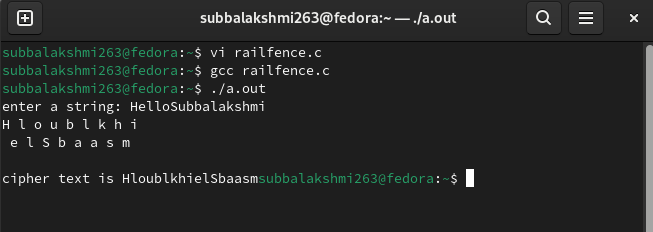 subbalakshmi263@fedora:~ — ./a.out
subbalakshmi263@fedora:~$ vi railfence.c
subbalakshmi263@fedora:~$ gcc railfence.c
subbalakshmi263@fedora:~$ ./a.out
enter a string: HelloSubbalakshmi
H l o u b l k h i
 e l S b a a s m

cipher text is HloublkhielSbaasmsubbalakshmi263@fedora:~$